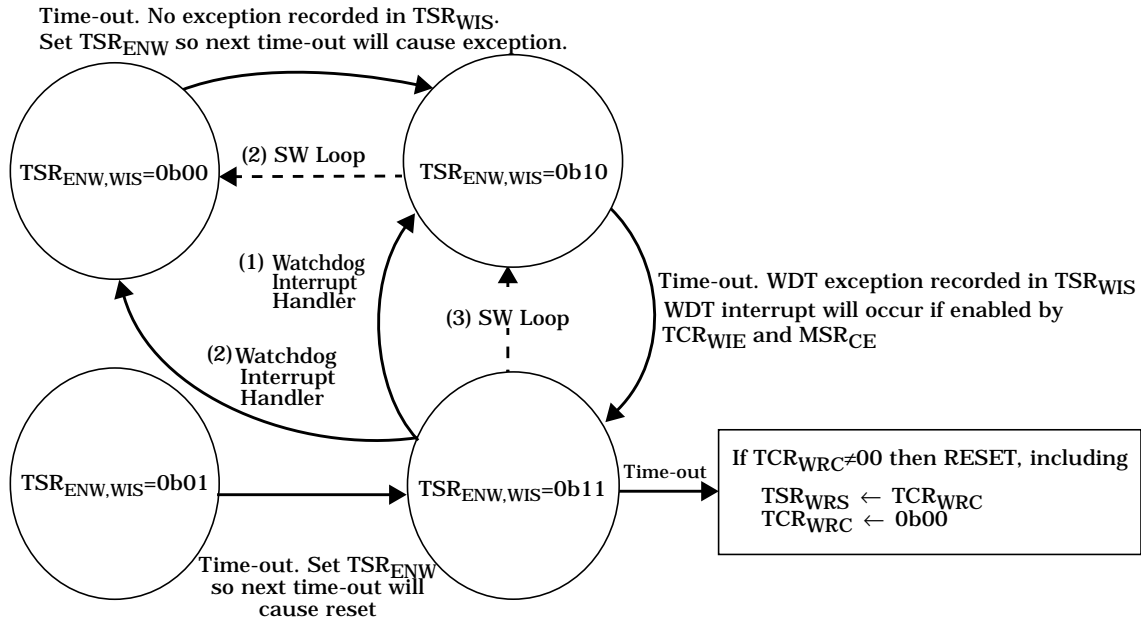 Time-out. No exception recorded in TSRWIS.
Set TSRENW so next time-out will cause exception.
TSRENW,WIS=0b00
(2) SW Loop
TSRENW,WIS=0b10
(1) Watchdog
Interrupt
Handler
Time-out. WDT exception recorded in TSRWIS
WDT interrupt will occur if enabled by
TCRWIE and MSRCE
(3) SW Loop
(2) Watchdog
Interrupt
Handler
TSRENW,WIS=0b01
TSRENW,WIS=0b11
Time-out
If TCRWRC≠00 then RESET, including
TSRWRS ← TCRWRC
TCRWRC ← 0b00
Time-out. Set TSRENW
so next time-out will
cause reset